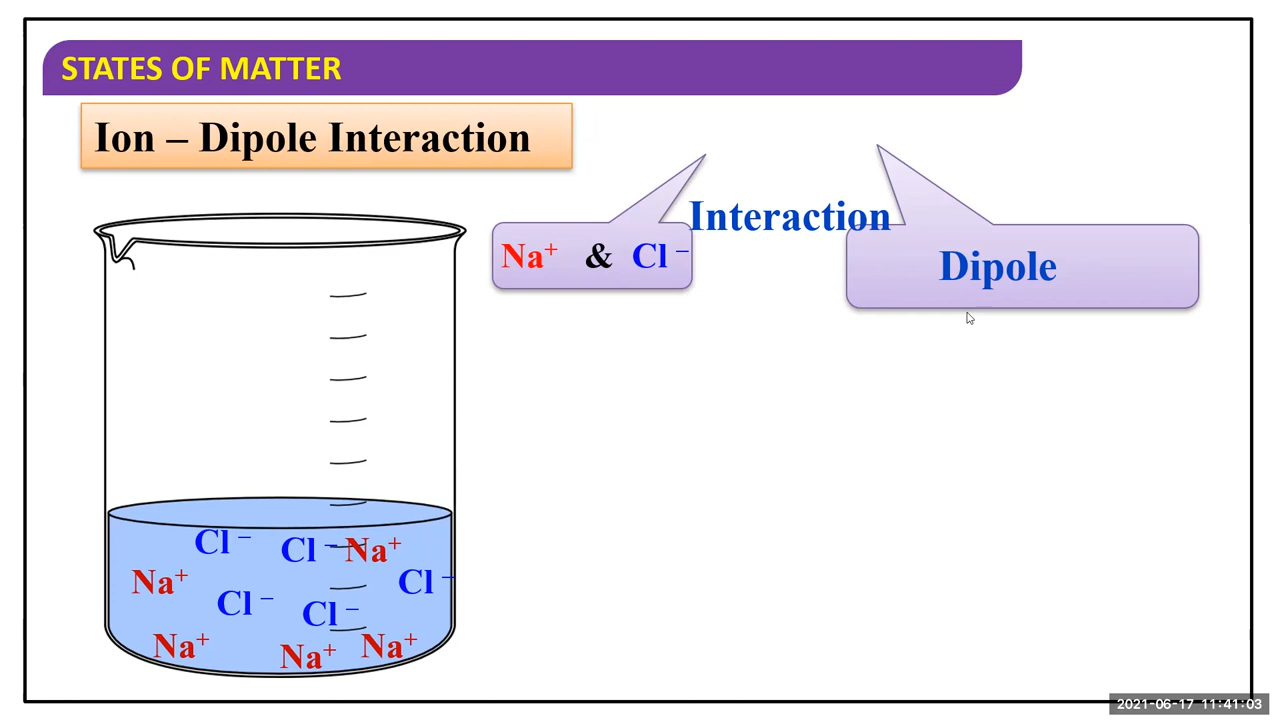 STATES OF MATTER
Ion – Dipole Interaction
Interaction
Na⁺ & Cl⁻
Dipole
Cl⁻ Cl⁻ Na⁺
Na⁺ Cl⁻
Cl⁻ Cl⁻
Na⁺ Na⁺ Na⁺
2021-06-17 11:41:03